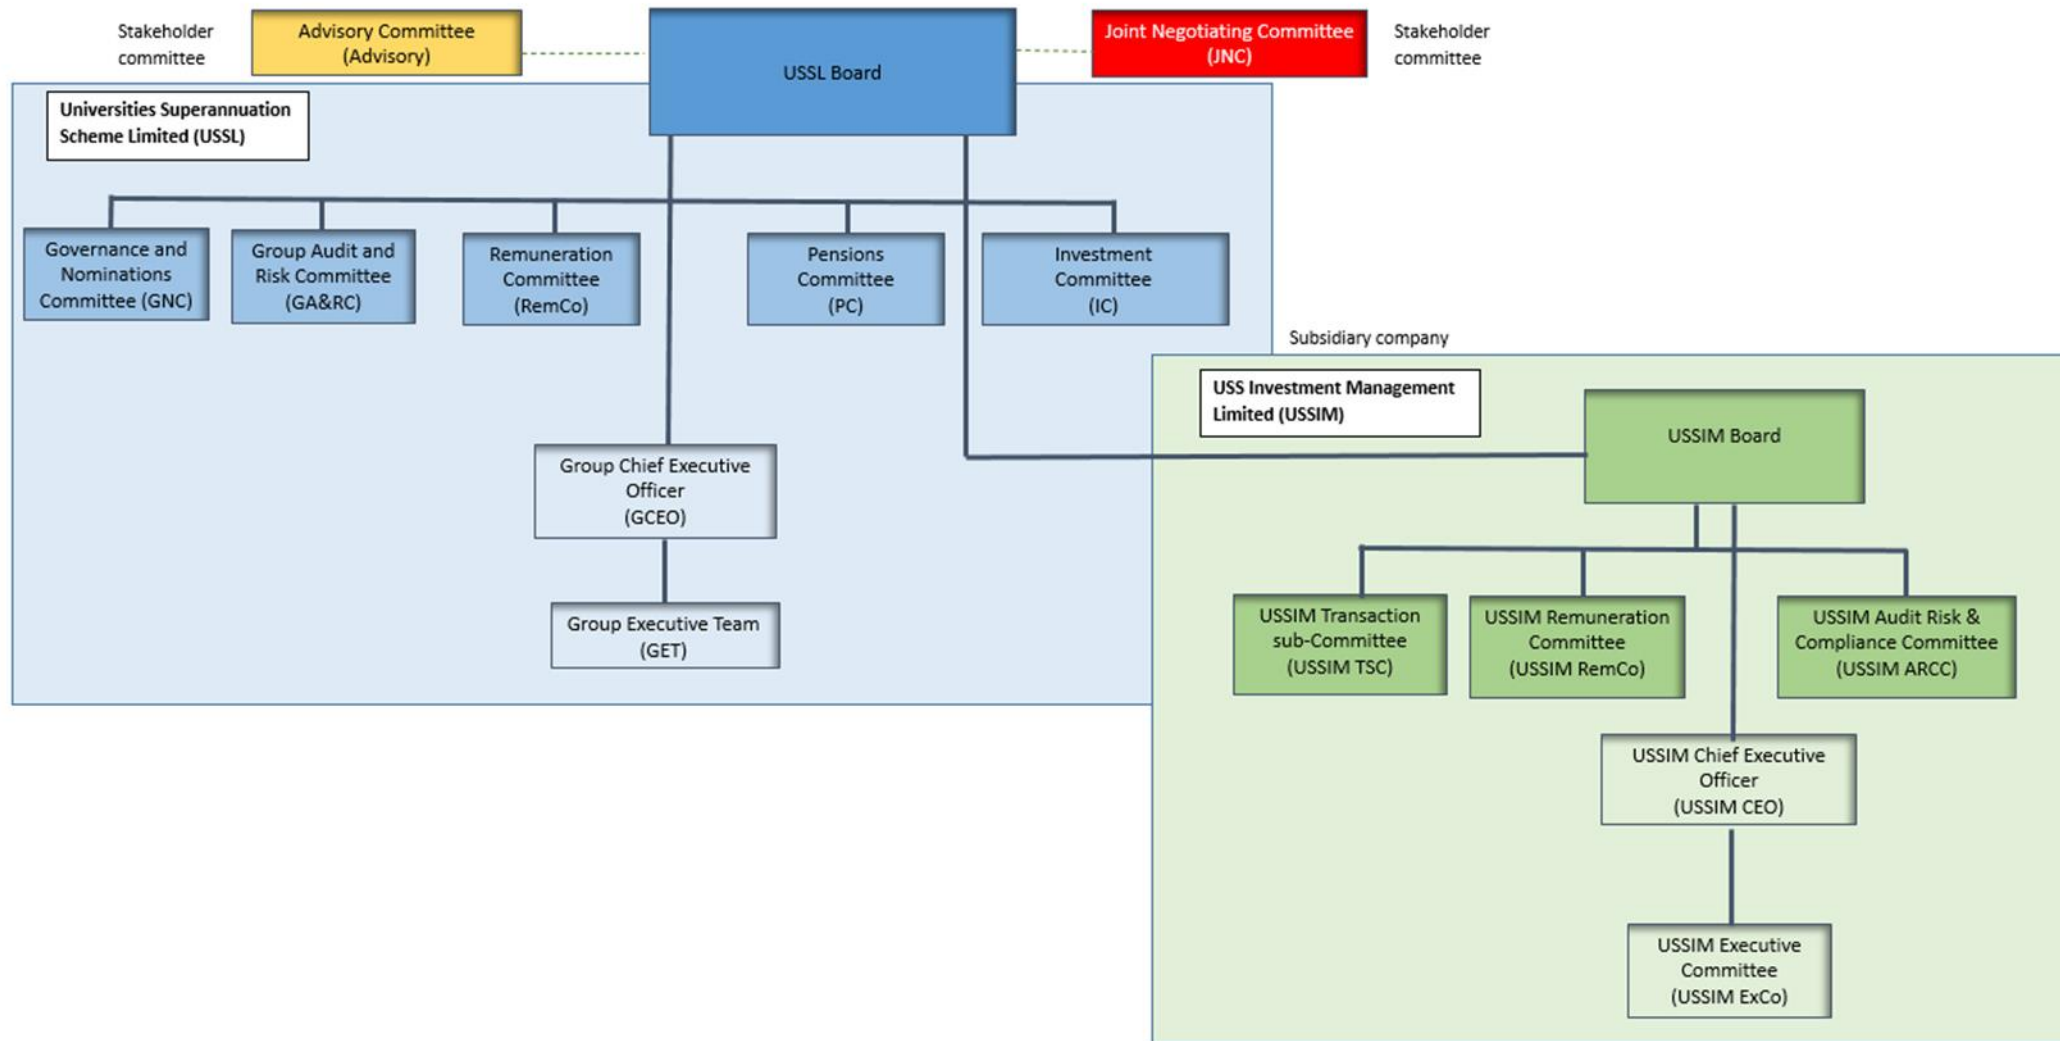 Stakeholder
committee
Advisory Committee
(Advisory)
USSL Board
Joint Negotiating Committee
(JNC)
Stakeholder
committee
Universities Superannuation
Scheme Limited (USSL)
Governance and
Nominations
Committee (GNC)
Group Audit and
Risk Committee
(GA&RC)
Remuneration
Committee
(RemCo)
Pensions
Committee
(PC)
Investment
Committee
(IC)
Subsidiary company
USS Investment Management
Limited (USSIM)
USSIM Board
Group Chief Executive
Officer
(GCEO)
Group Executive Team
(GET)
USSIM Transaction
sub-Committee
(USSIM TSC)
USSIM Remuneration
Committee
(USSIM RemCo)
USSIM Audit Risk &
Compliance Committee
(USSIM ARCC)
USSIM Chief Executive
Officer
(USSIM CEO)
USSIM Executive
Committee
(USSIM ExCo)